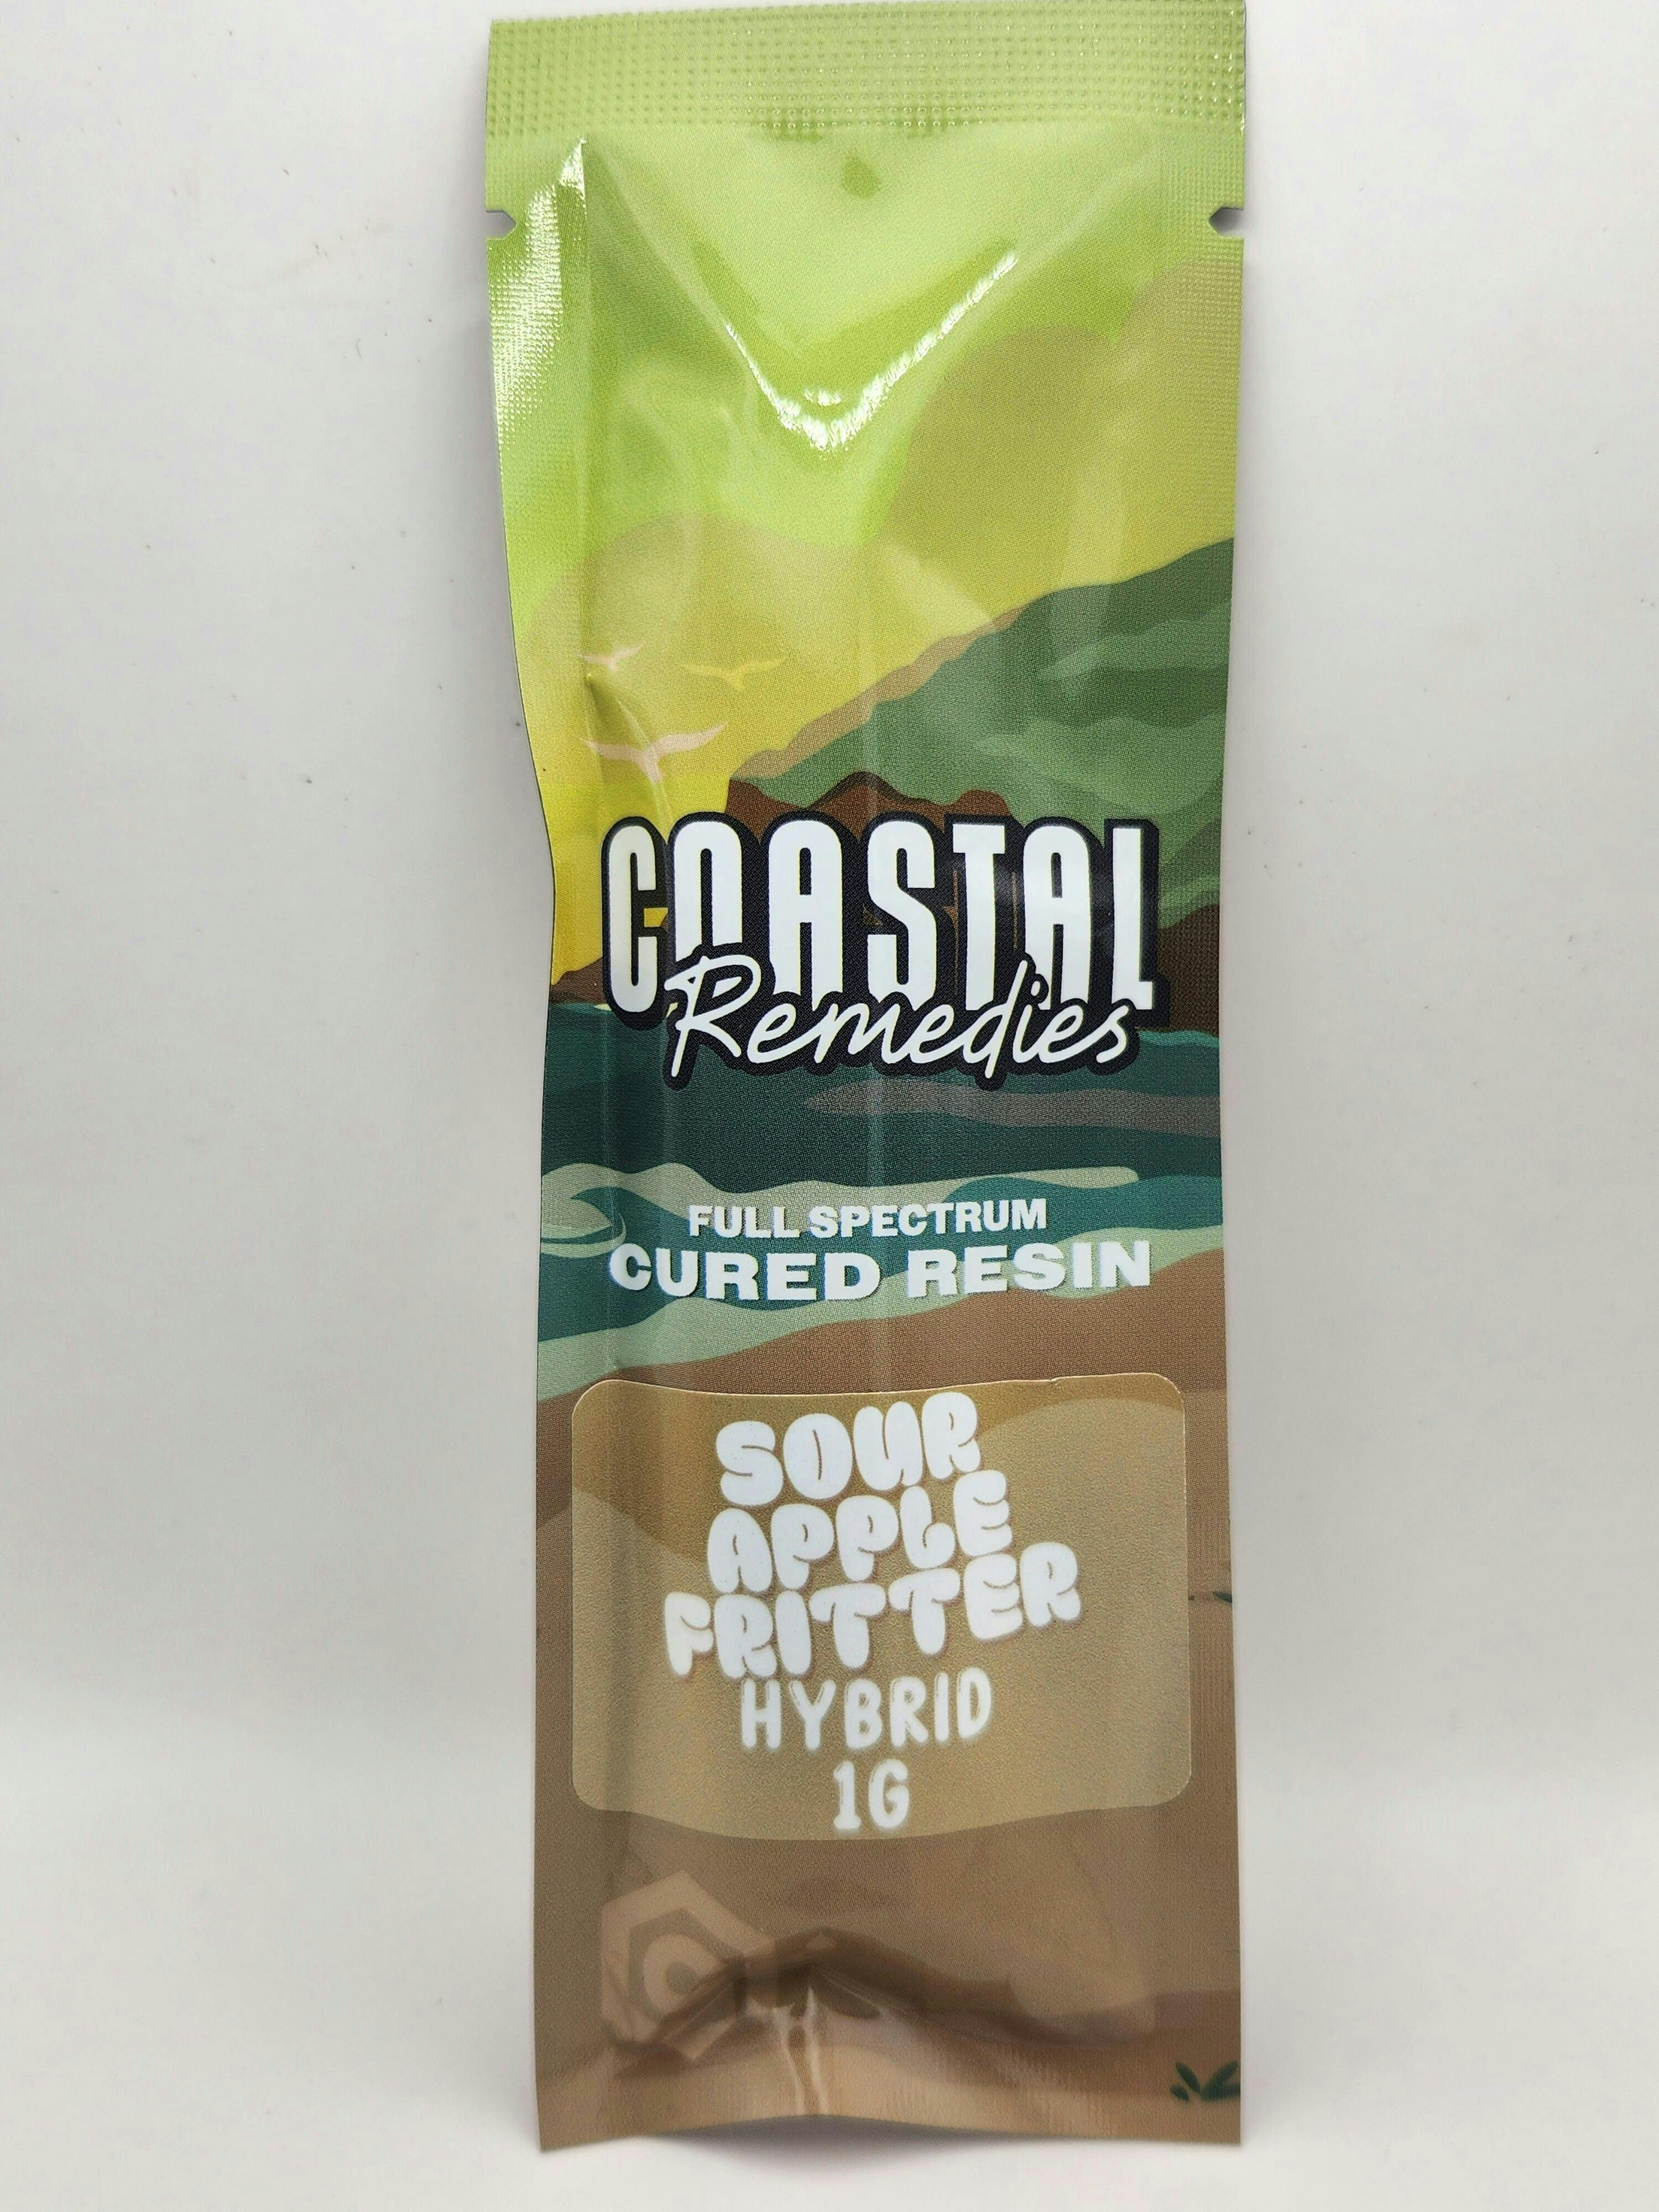 COASTAL
Remedies
FULL SPECTRUM
CURED RESIN
SOUR
APPLE
FRITTER
HYBRID
1G